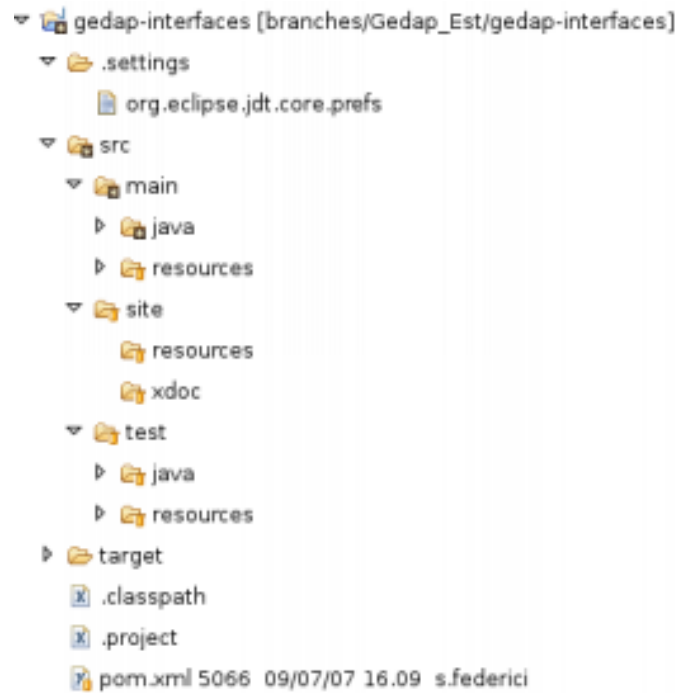 gedap-interfaces [branches/Gedap_Est/gedap-interfaces]
.settings
org.eclipse.jdt.core.prefs
src
main
java
resources
site
resources
xdoc
test
java
resources
target
.classpath
.project
pom.xml 5066 09/07/07 16.09 s.federici